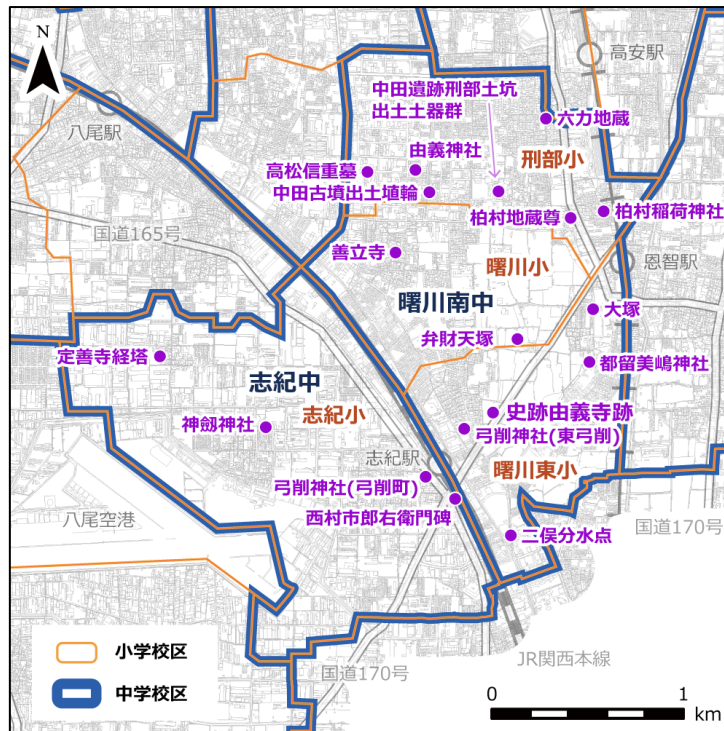 N
高安駅
中田遺跡刑部土坑
出土土器群
八尾駅
六力地蔵
由義神社
刑部小
高松信重墓
中田古墳出土埴輪
柏村稲荷神社
柏村地蔵尊
国道165号
善立寺
曙川小
恩智駅
曙川南中
大塚
弁財天塚
定善寺経塔
都留美嶋神社
志紀中
志紀小
史跡由義寺跡
神劔神社
弓削神社(東弓削)
志紀駅
曙川東小
弓削神社(弓削町)
西村市郎右衛門碑
八尾空港
国道170号
二俣分水点
小学校区
JR関西本線
国道170号
中学校区
0 1
km